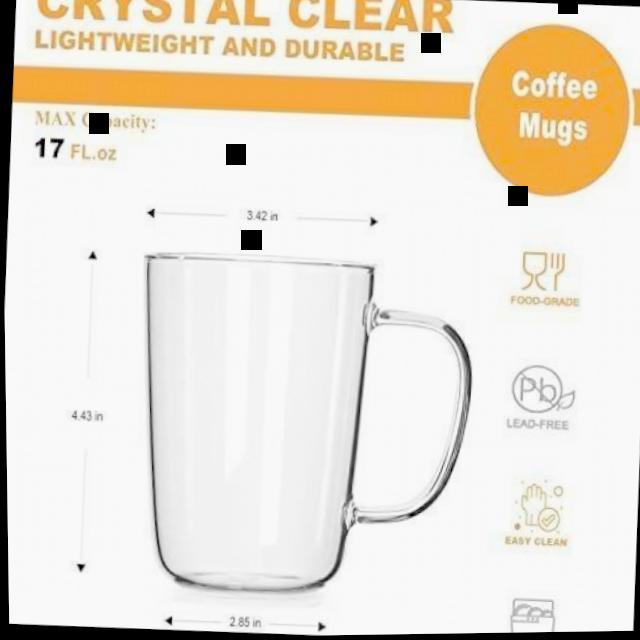 CRYSTAL CLEAR
LIGHTWEIGHT AND DURABLE
Coffee
Mugs
MAX
17 FL.oz
3.42 in
4.43 in
2.85 in
FOOD-GRADE
Pb
LEAD-FREE
EASY CLEAN